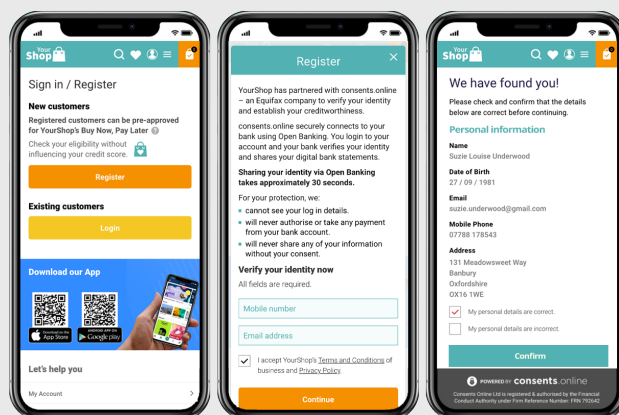 Your
Shop
0
Sign in / Register
New customers
Registered customers can be pre-approved
for YourShop's Buy Now, Pay Later ?
Check your eligibility without
influencing your credit score.
Register
Existing customers
Login
Download our App
Download on the
App Store
ANDROID APP ON
Google play
Let's help you
My Account
Register
YourShop has partnered with consents.online
– an Equifax company to verify your identity
and establish your creditworthiness.
consents.online securely connects to your
bank using Open Banking. You login to your
account and your bank verifies your identity
and shares your digital bank statements.
Sharing your identity via Open Banking
takes approximately 30 seconds.
For your protection, we:
cannot see your log in details.
will never authorise or take any payment
from your bank account.
will never share any of your information
without your consent.
Verify your identity now
All fields are required.
Mobile number
Email address
I accept YourShop's Terms and Conditions of
business and Privacy Policy.
Continue
Your
Shop
0
We have found you!
Please check and confirm that the details
below are correct before continuing.
Personal information
Name
Suzie Louise Underwood
Date of Birth
27 / 09 / 1981
Email
suzie.underwood@gmail.com
Mobile Phone
07788 178543
Address
131 Meadowsweet Way
Banbury
Oxfordshire
OX16 1WE
My personal details are correct.
My personal details are incorrect.
Confirm
POWERED BY consents.online
Consents Online Ltd is registered & authorised by the Financial
Conduct Authority under Firm Reference Number: FRN 792642